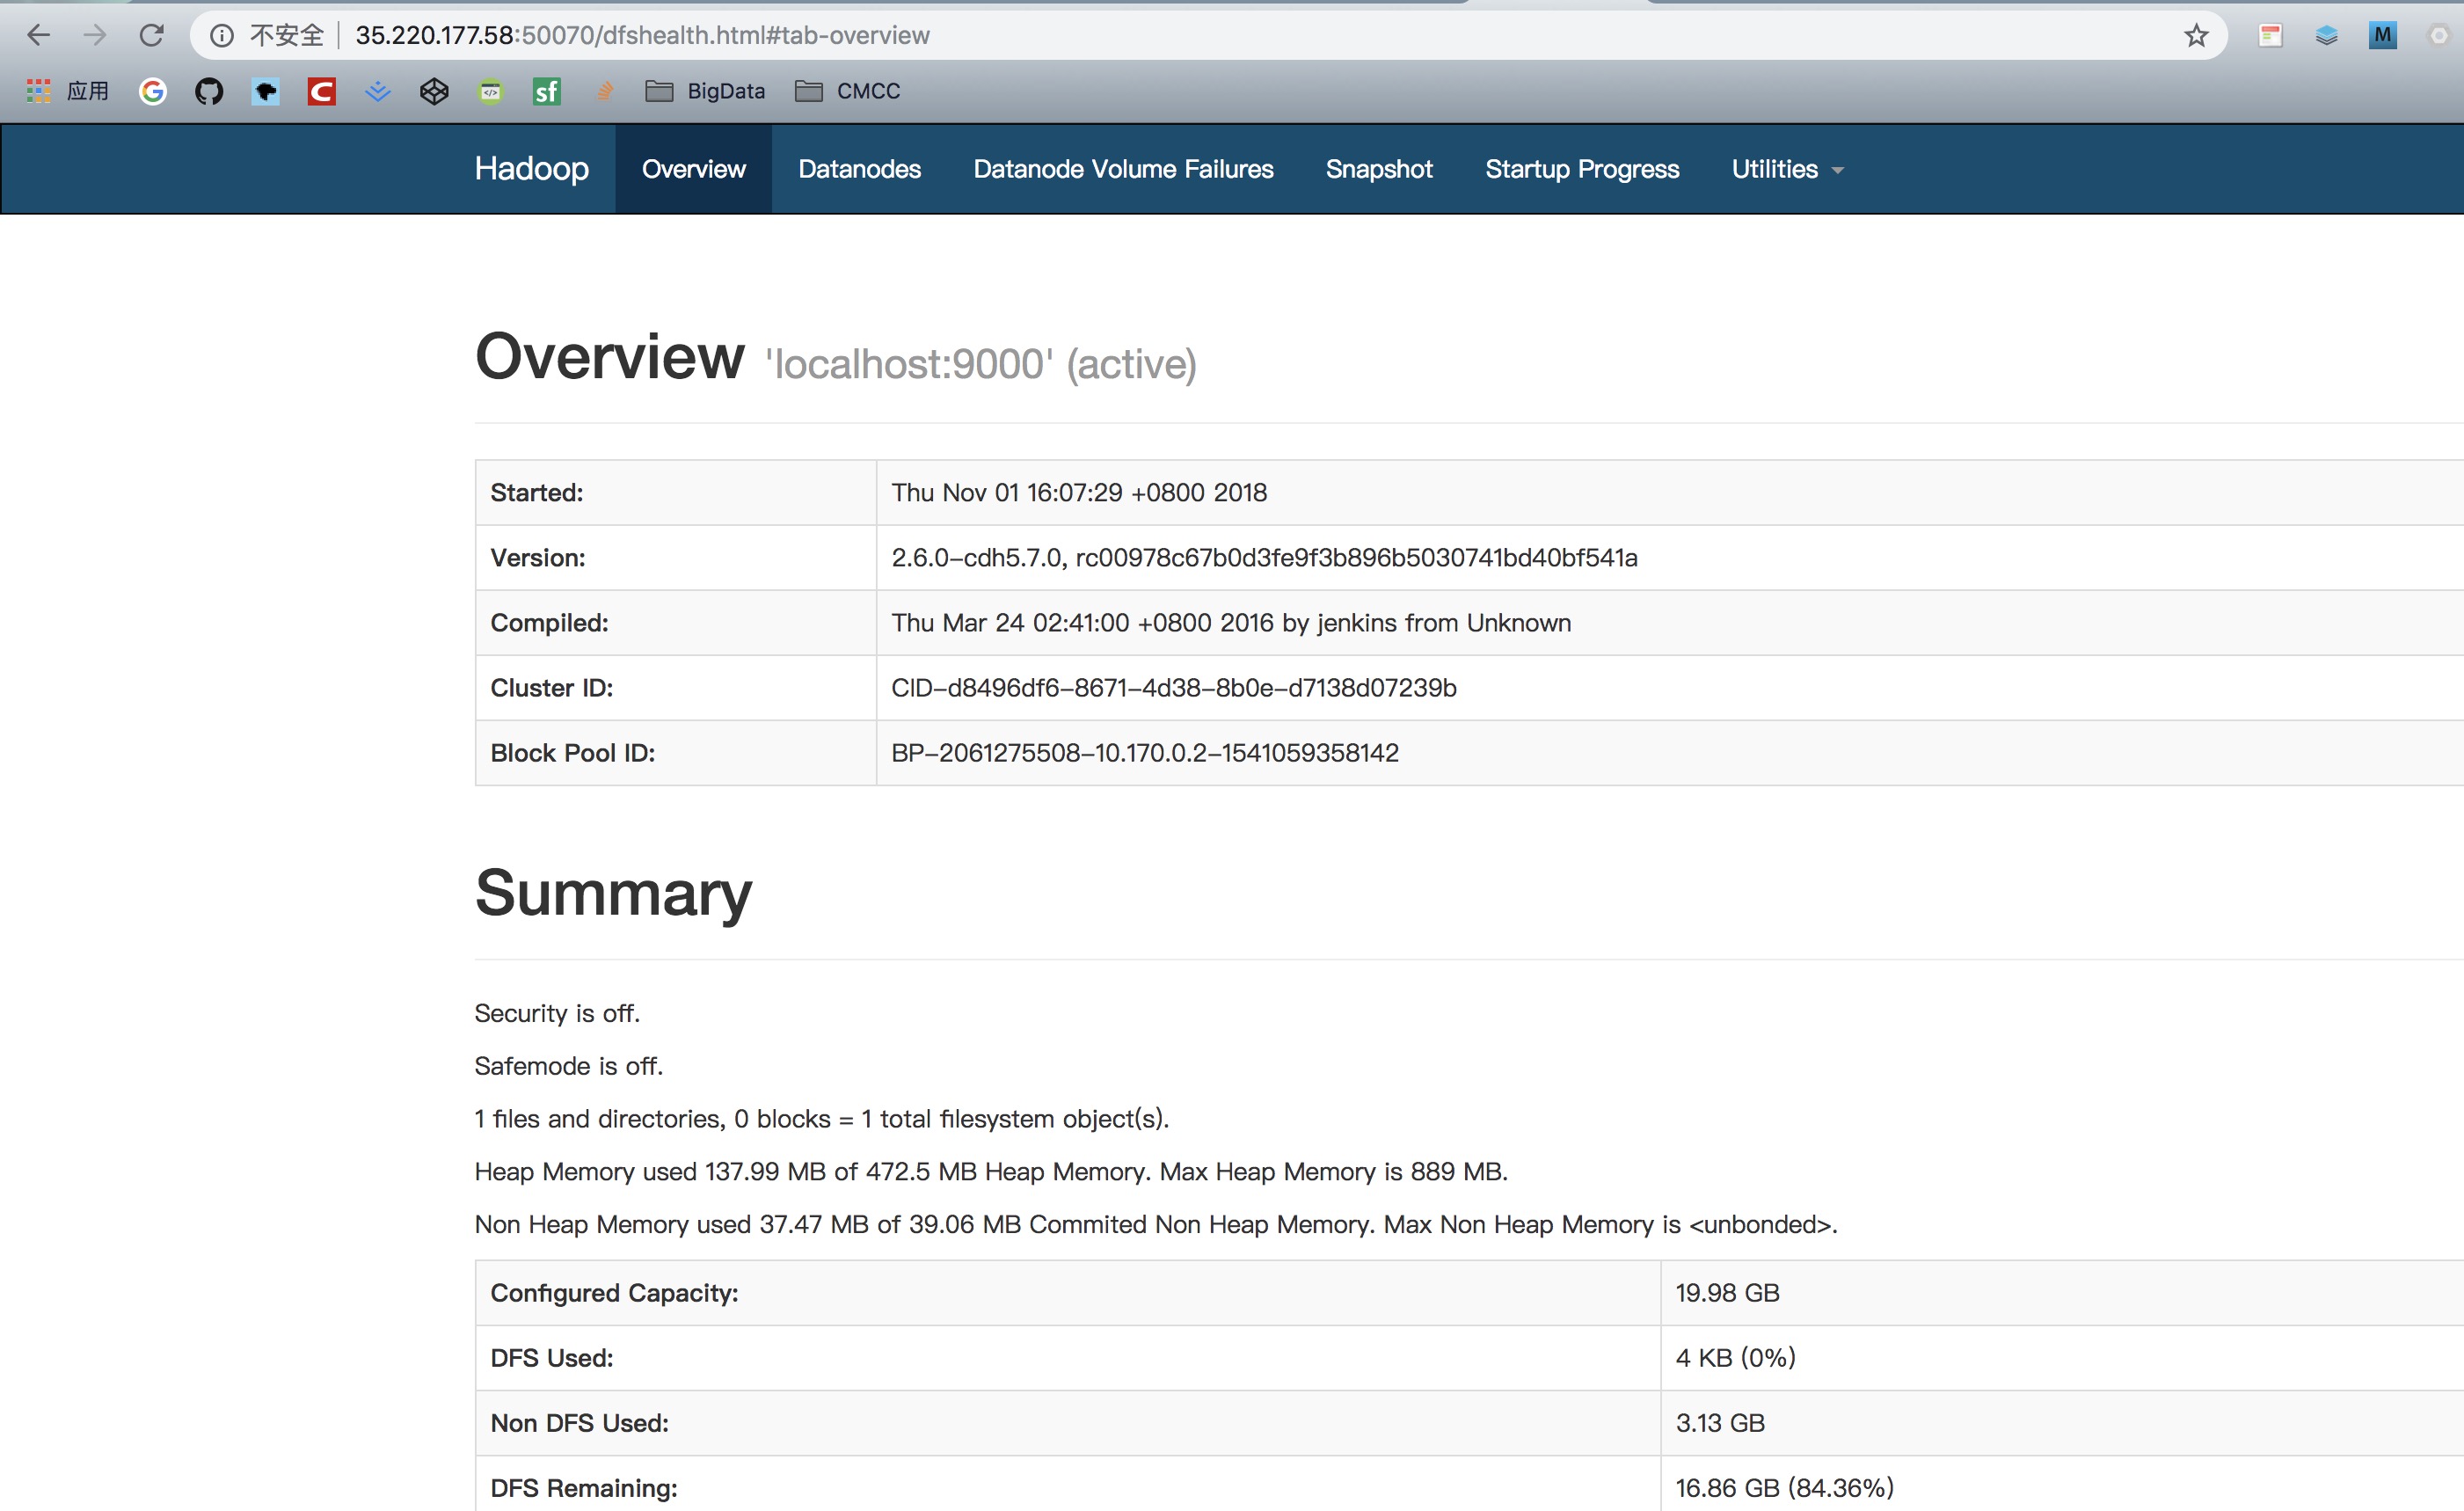 不安全 35.220.177.58:50070/dfshealth.html#tab-overview M
应用 G C </> sf BigData CMCC
Hadoop Overview Datanodes Datanode Volume Failures Snapshot Startup Progress Utilities
Overview 'localhost:9000' (active)
Started: Thu Nov 01 16:07:29 +0800 2018
Version: 2.6.0-cdh5.7.0, rc00978c67b0d3fe9f3b896b5030741bd40bf541a
Compiled: Thu Mar 24 02:41:00 +0800 2016 by jenkins from Unknown
Cluster ID: CID-d8496df6-8671-4d38-8b0e-d7138d07239b
Block Pool ID: BP-2061275508-10.170.0.2-1541059358142
Summary
Security is off.
Safemode is off.
1 files and directories, 0 blocks = 1 total filesystem object(s).
Heap Memory used 137.99 MB of 472.5 MB Heap Memory. Max Heap Memory is 889 MB.
Non Heap Memory used 37.47 MB of 39.06 MB Commited Non Heap Memory. Max Non Heap Memory is <unbonded>.
Configured Capacity: 19.98 GB
DFS Used: 4 KB (0%)
Non DFS Used: 3.13 GB
DFS Remaining: 16.86 GB (84.36%)